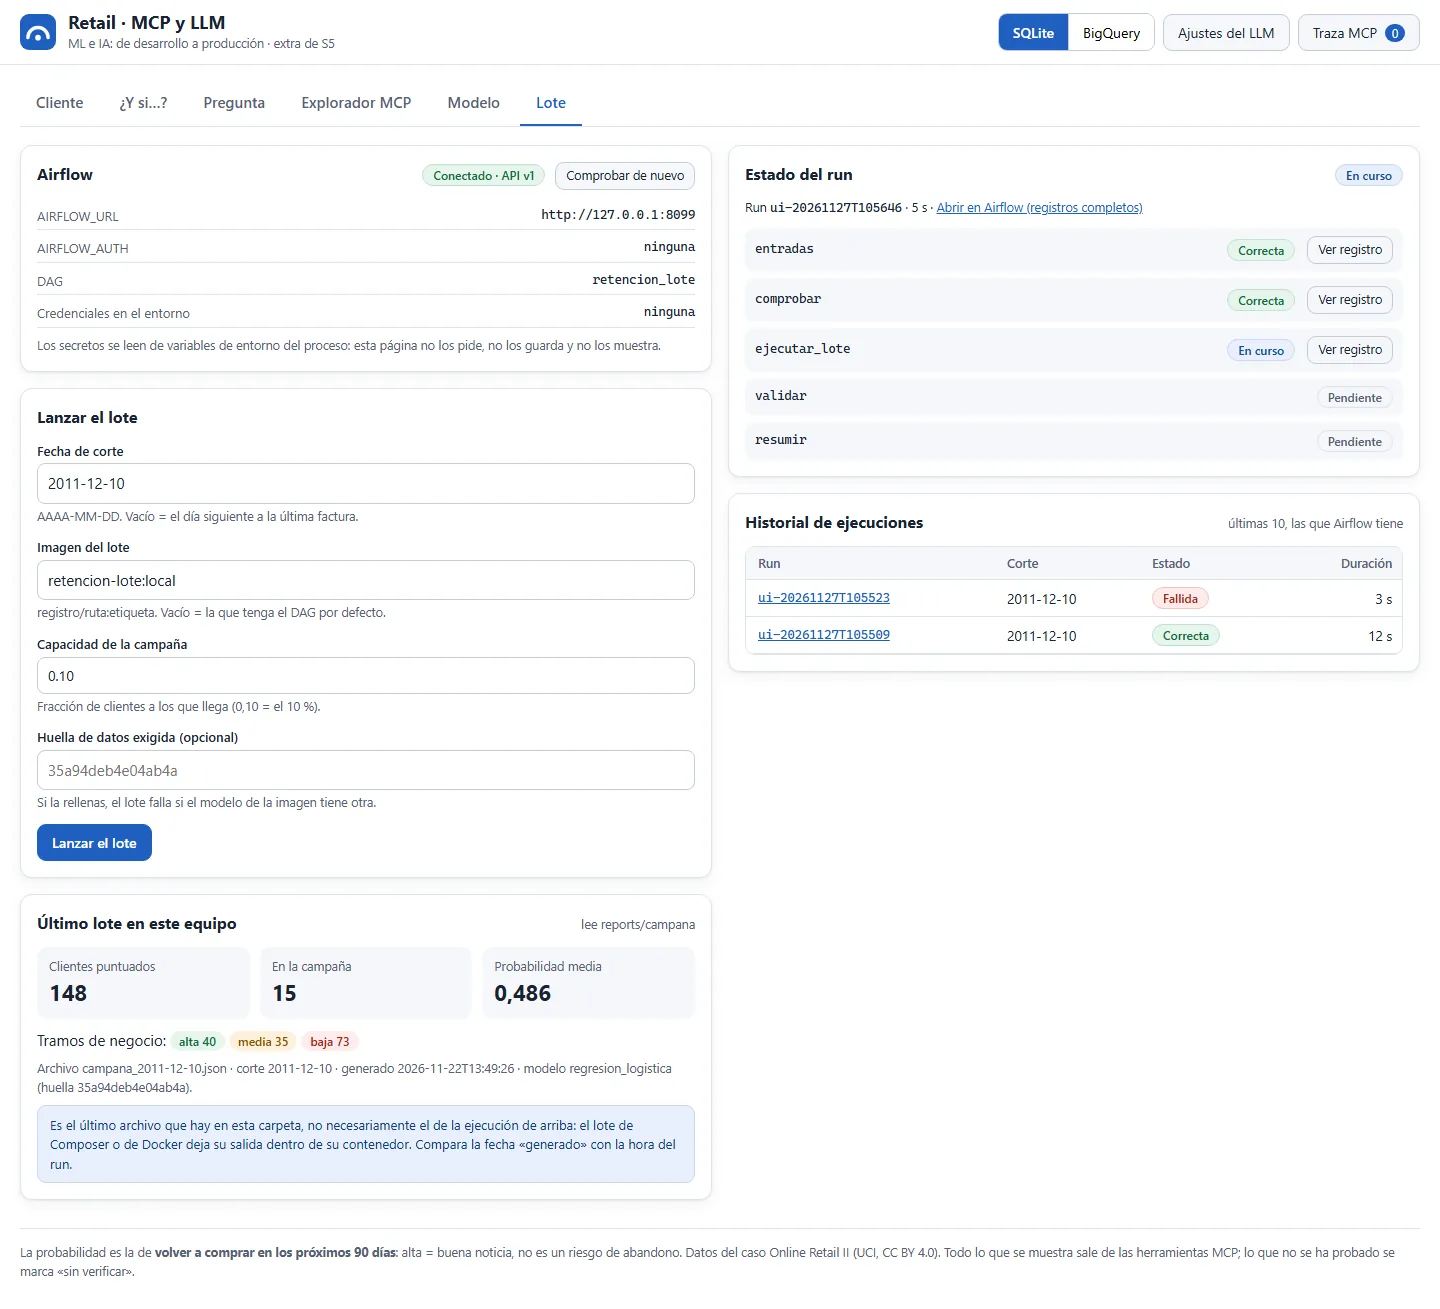 Retail · MCP y LLM
ML e IA: de desarrollo a producción · extra de S5
SQLite
BigQuery
Ajustes del LLM
Traza MCP 0
Cliente
¿Y si...?
Pregunta
Explorador MCP
Modelo
Lote
Airflow
Conectado · API v1
Comprobar de nuevo
AIRFLOW_URL
http://127.0.0.1:8099
AIRFLOW_AUTH
ninguna
DAG
retencion_lote
Credenciales en el entorno
ninguna
Los secretos se leen de variables de entorno del proceso: esta página no los pide, no los guarda y no los muestra.
Lanzar el lote
Fecha de corte
2011-12-10
AAAA-MM-DD. Vacío = el día siguiente a la última factura.
Imagen del lote
retencion-lote:local
registro/ruta:etiqueta. Vacío = la que tenga el DAG por defecto.
Capacidad de la campaña
0.10
Fracción de clientes a los que llega (0,10 = el 10 %).
Huella de datos exigida (opcional)
35a94deb4e04ab4a
Si la rellenas, el lote falla si el modelo de la imagen tiene otra.
Lanzar el lote
Último lote en este equipo
lee reports/campana
Clientes puntuados
148
En la campaña
15
Probabilidad media
0,486
Tramos de negocio: alta 40 media 35 baja 73
Archivo campana_2011-12-10.json · corte 2011-12-10 · generado 2026-11-22T13:49:26 · modelo regresion_logistica
(huella 35a94deb4e04ab4a).
Es el último archivo que hay en esta carpeta, no necesariamente el de la ejecución de arriba: el lote de
Composer o de Docker deja su salida dentro de su contenedor. Compara la fecha «generado» con la hora del
run.
Estado del run
En curso
Run ui-20261127T105646 · 5 s · Abrir en Airflow (registros completos)
entradas
Correcta
Ver registro
comprobar
Correcta
Ver registro
ejecutar_lote
En curso
Ver registro
validar
Pendiente
resumir
Pendiente
Historial de ejecuciones
últimas 10, las que Airflow tiene
Run Corte Estado Duración
ui-20261127T105523 2011-12-10 Fallida 3 s
ui-20261127T105509 2011-12-10 Correcta 12 s
La probabilidad es la de volver a comprar en los próximos 90 días: alta = buena noticia, no es un riesgo de abandono. Datos del caso Online Retail II (UCI, CC BY 4.0). Todo lo que se muestra sale de las herramientas MCP; lo que no se ha probado se
marca «sin verificar».